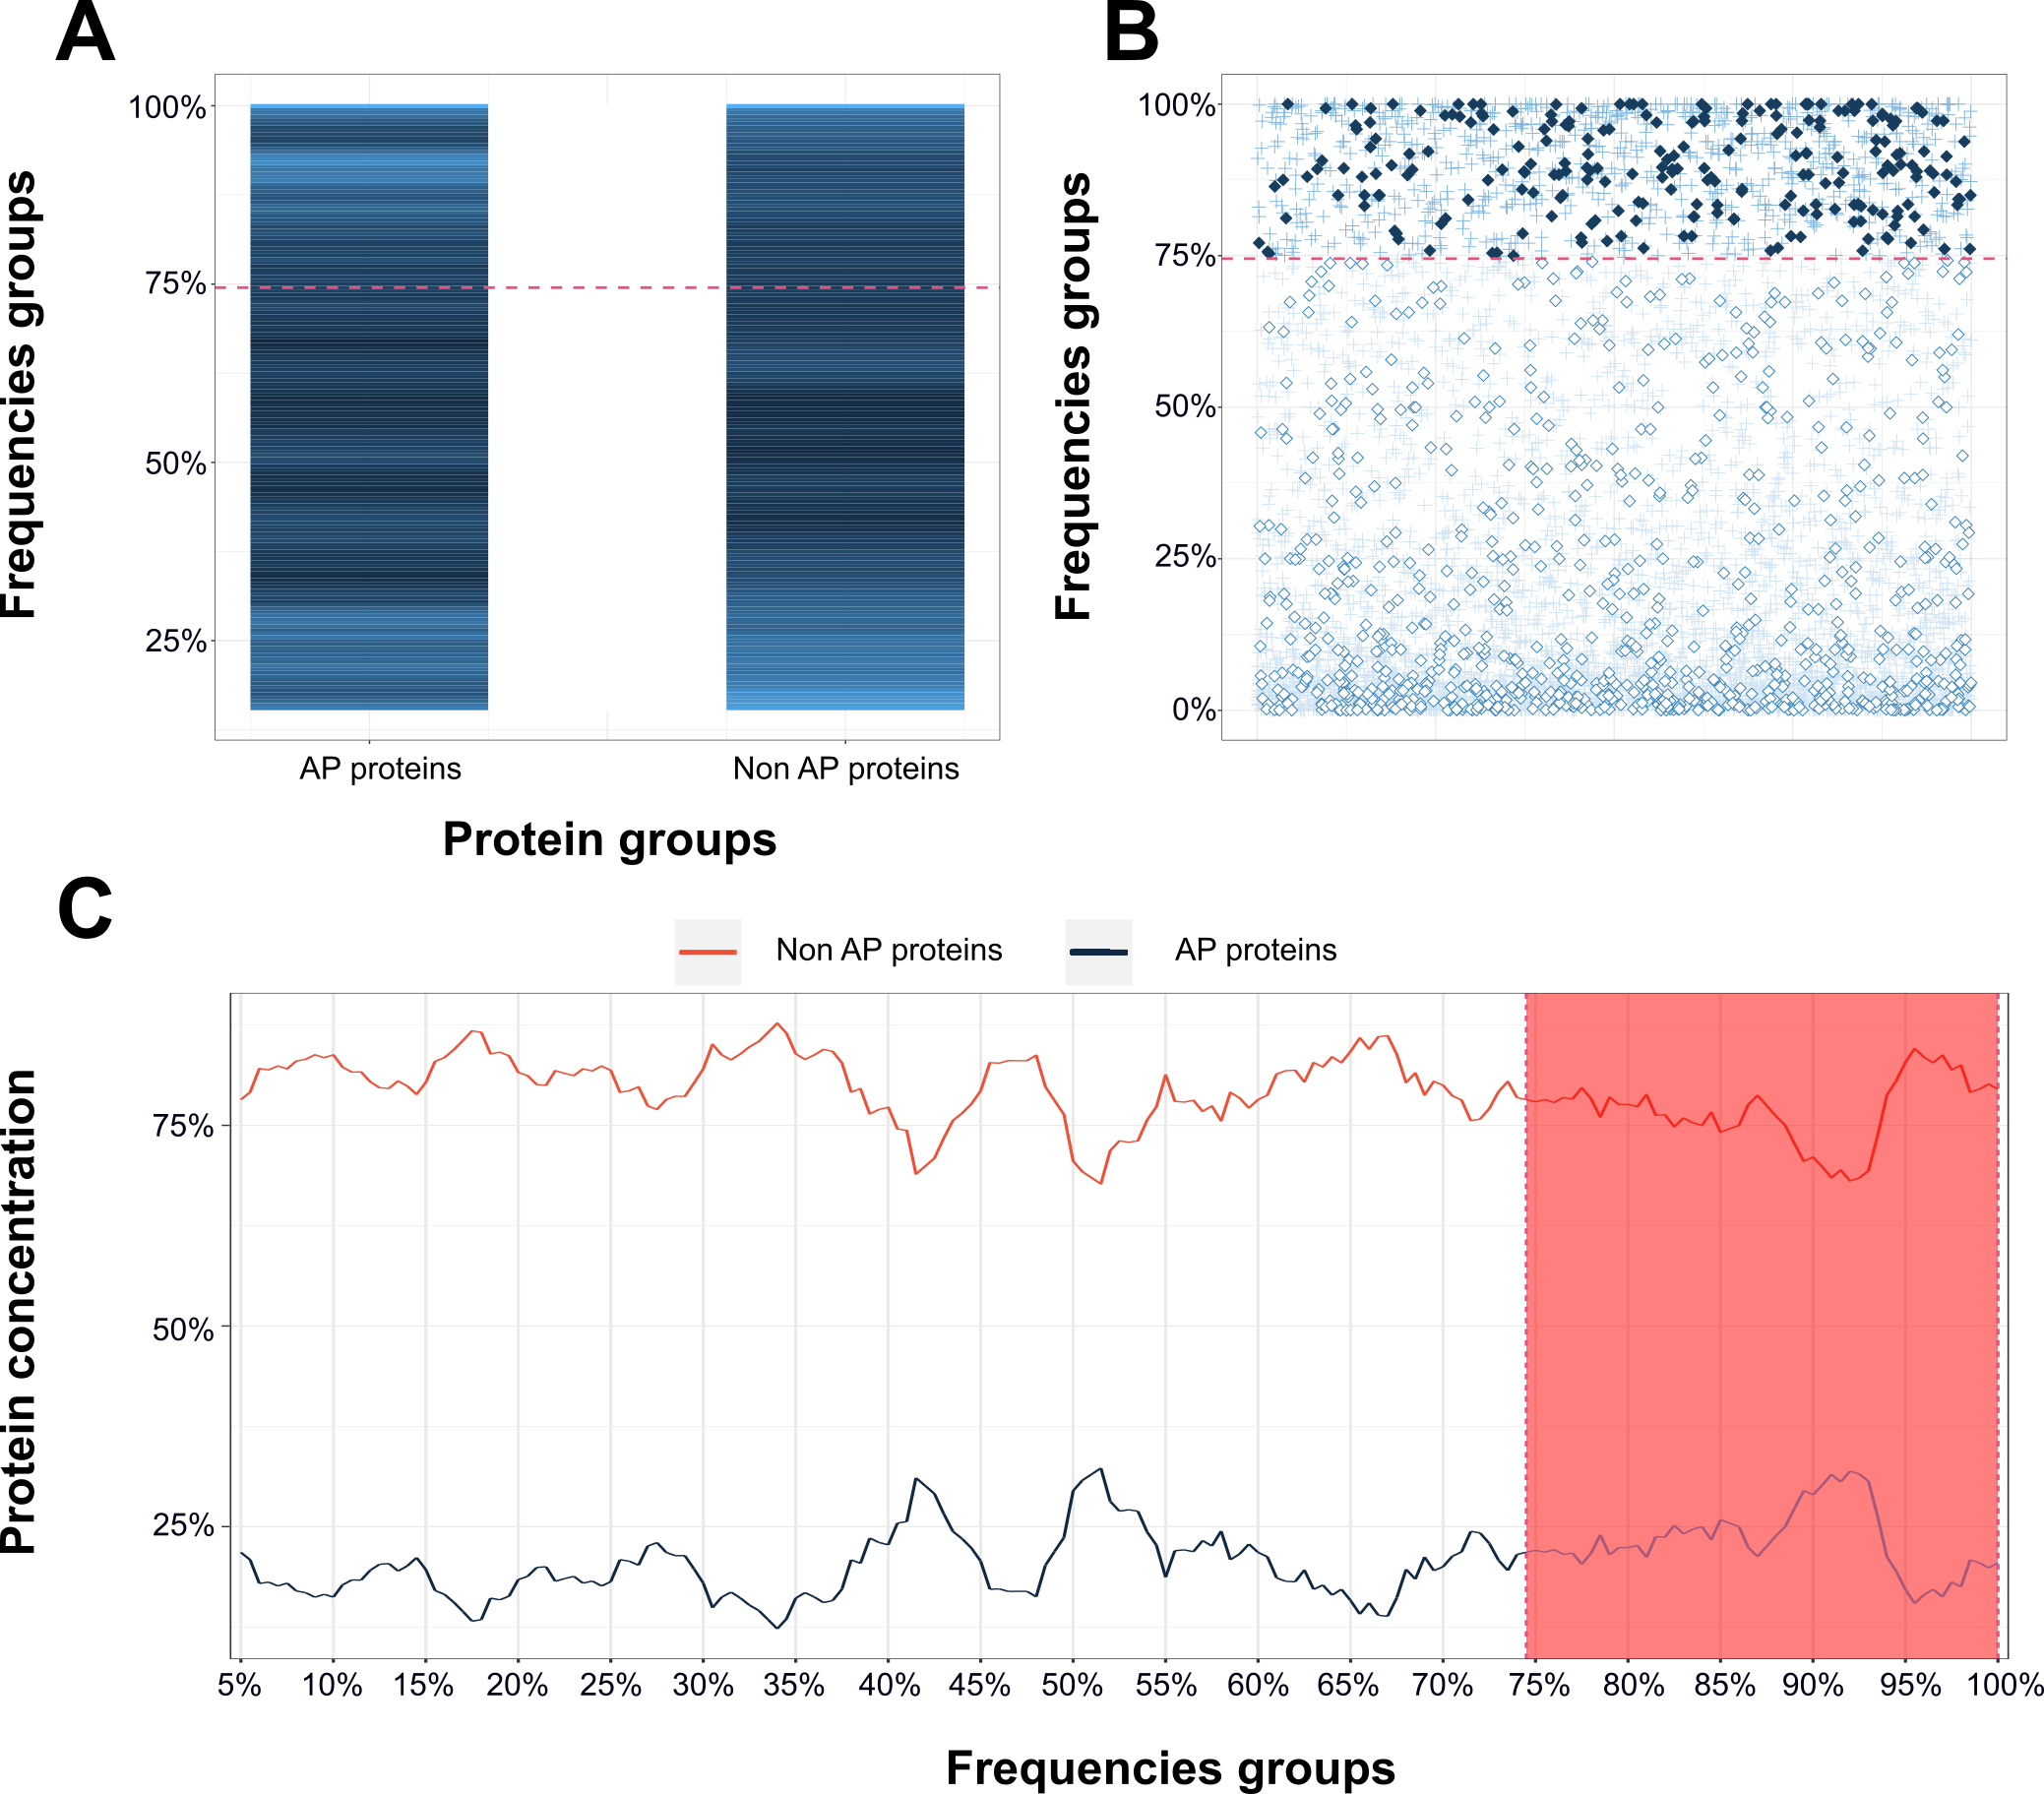 A
B
Frequencies groups
100%
75%
50%
25%
AP proteins
Non AP proteins
Protein groups
Frequencies groups
100%
75%
50%
25%
0%
C
Non AP proteins
AP proteins
Protein concentration
75%
50%
25%
5% 10% 15% 20% 25% 30% 35% 40% 45% 50% 55% 60% 65% 70% 75% 80% 85% 90% 95% 100%
Frequencies groups